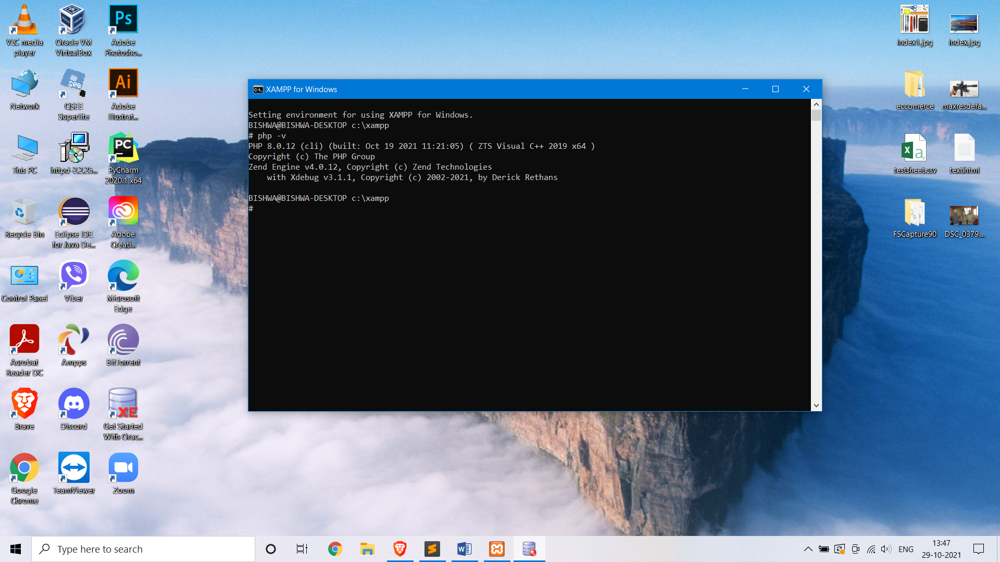 VLC media
player
Oracle VM
VirtualBox
Ps
Adobe
Photosho...
Network
See
QSEE
Superlite
Ai
Adobe
Illustrat...
This PC
httpd-2.2.25...
PC
PyCharm
2020.1 x64
Recycle Bin
Eclipse IDE
for Java De...
Adobe
Creati...
Control Panel
Viber
Microsoft
Edge
Acrobat
Reader DC
Ampps
BitTorrent
Brave
Discord
XE
Get Started
With Orac...
Google
Chrome
TeamViewer
Zoom
XAMPP for Windows
Setting environment for using XAMPP for Windows.
BISHWA@BISHWA-DESKTOP c:\xampp
# php -v
PHP 8.0.12 (cli) (built: Oct 19 2021 11:21:05) ( ZTS Visual C++ 2019 x64 )
Copyright (c) The PHP Group
Zend Engine v4.0.12, Copyright (c) Zend Technologies
    with Xdebug v3.1.1, Copyright (c) 2002-2021, by Derick Rethans
BISHWA@BISHWA-DESKTOP c:\xampp
#
index1.jpg
index.jpg
eccomerce
maxresdefa...
X a,
testsheet.csv
text.html
FSCapture90
DSC_0379....
Type here to search
ENG
13:47
29-10-2021